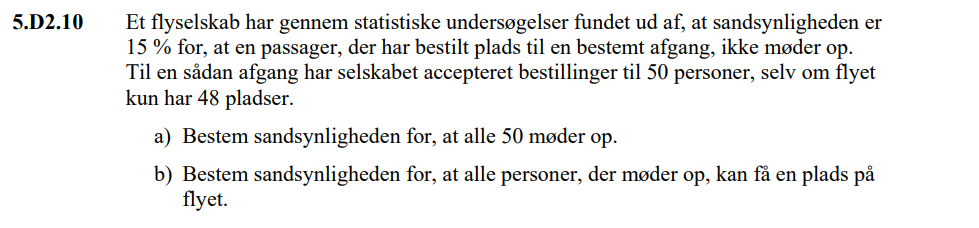 5.D2.10 Et flyselskab har gennem statistiske undersøgelser fundet ud af, at sandsynligheden er
15 % for, at en passager, der har bestilt plads til en bestemt afgang, ikke møder op.
Til en sådan afgang har selskabet accepteret bestillinger til 50 personer, selv om flyet
kun har 48 pladser.
a) Bestem sandsynligheden for, at alle 50 møder op.
b) Bestem sandsynligheden for, at alle personer, der møder op, kan få en plads på
flyet.